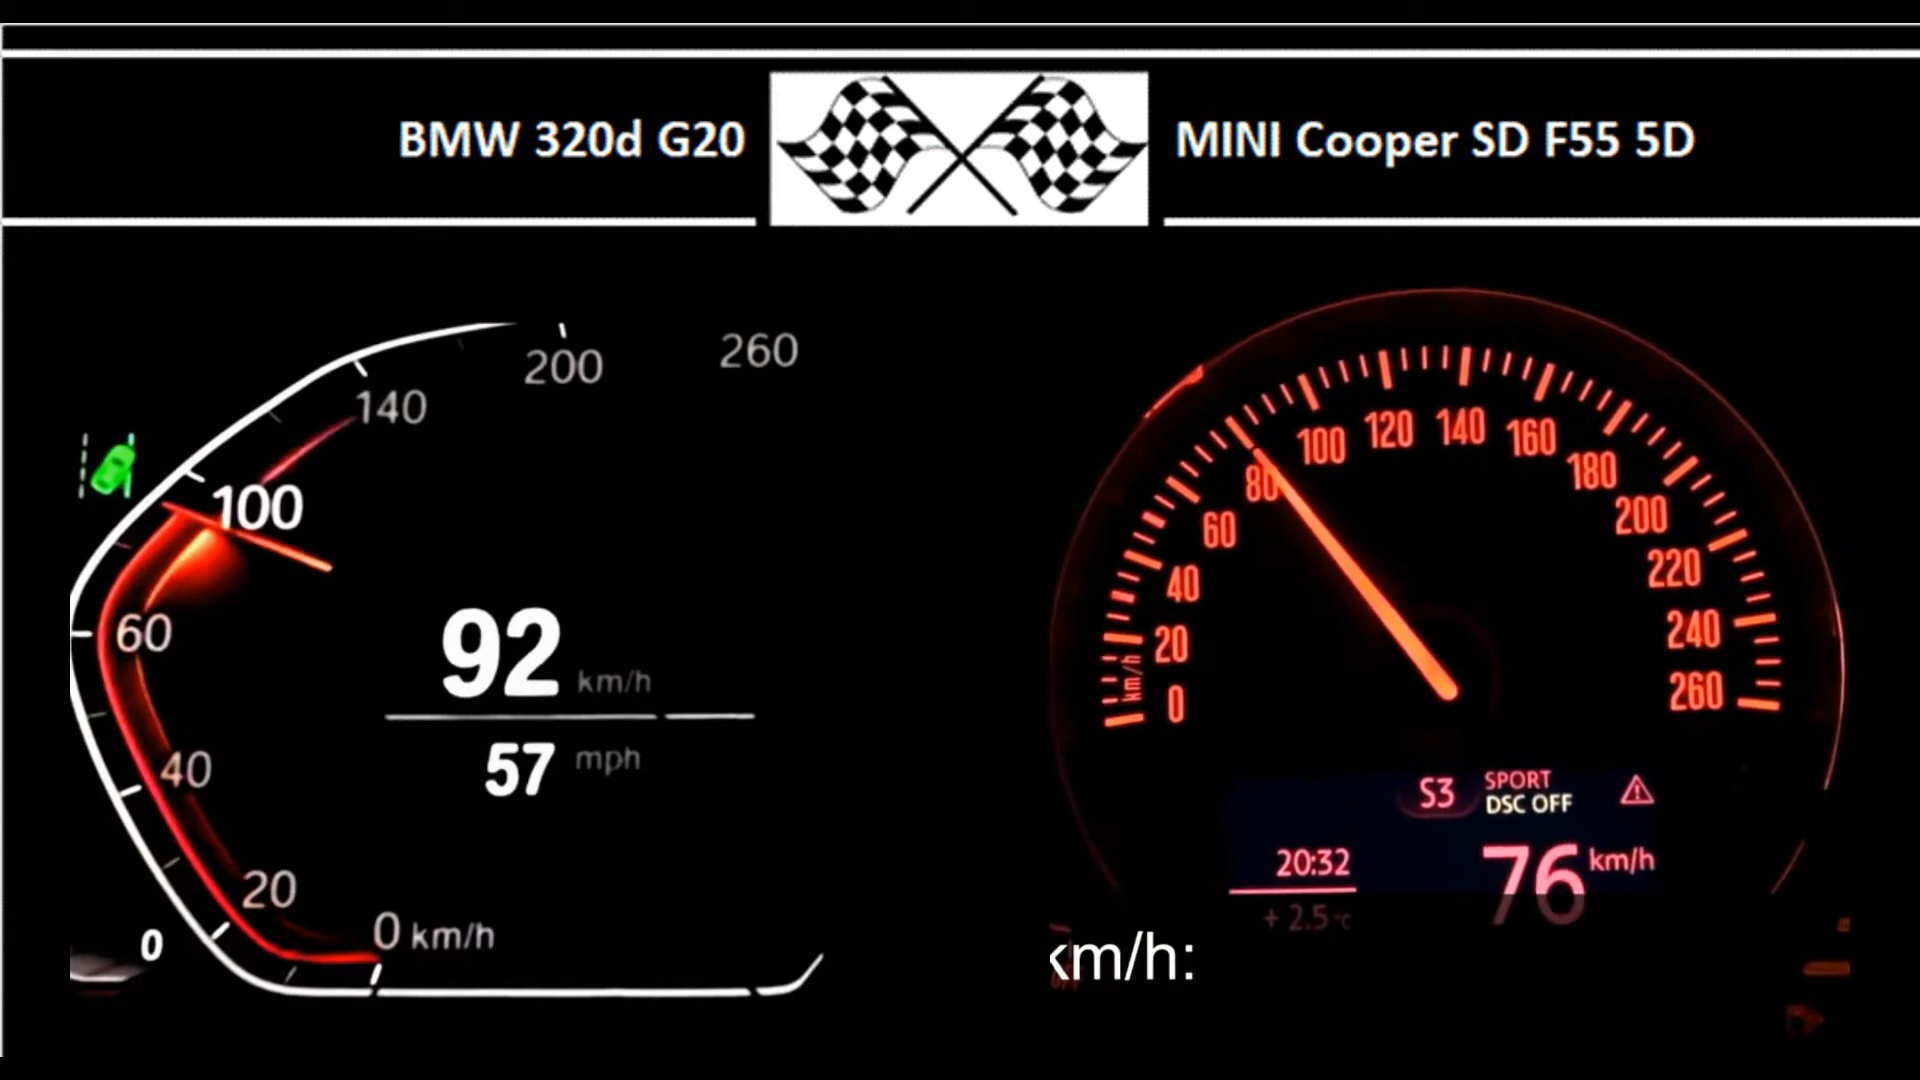 BMW 320d G20
MINI Cooper SD F55 5D
200
260
140
100
60
92 km/h
57 mph
40
20
0 km/h
0
0
20
40
60
80
100
120
140
160
180
200
220
240
260
km/h
S3
SPORT
DSC OFF
20:32
76 km/h
+ 2.5°C
km/h: